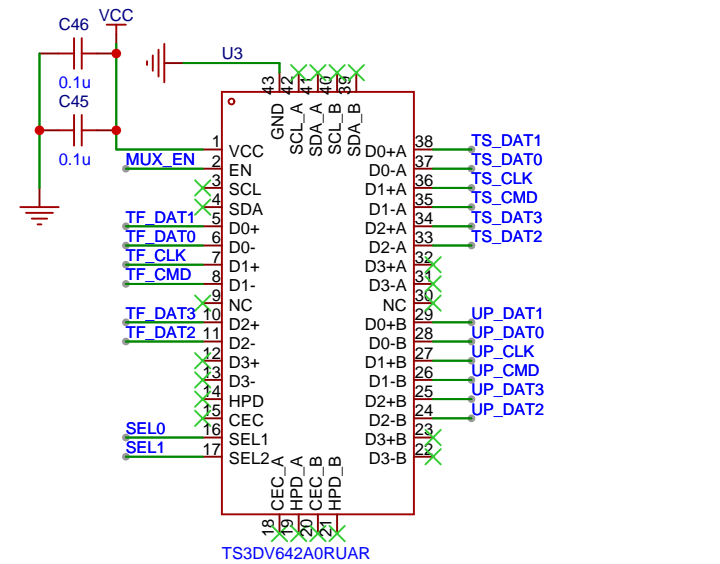 VCC
C46
0.1u
C45
0.1u
U3
43
42
41
40
39
GND
SCL_A
SDA_A
SCL_B
SDA_B
1
VCC
MUX_EN
2
EN
3
SCL
4
SDA
TF_DAT1
5
D0+
TF_DAT0
6
D0-
TF_CLK
7
D1+
TF_CMD
8
D1-
9
NC
TF_DAT3
10
D2+
TF_DAT2
11
D2-
12
D3+
13
D3-
14
HPD
15
CEC
SEL0
16
SEL1
SEL1
17
SEL2
D0+A
38
TS_DAT1
D0-A
37
TS_DAT0
D1+A
36
TS_CLK
D1-A
35
TS_CMD
D2+A
34
TS_DAT3
D2-A
33
TS_DAT2
D3+A
32
D3-A
31
NC
30
D0+B
29
UP_DAT1
D0-B
28
UP_DAT0
D1+B
27
UP_CLK
D1-B
26
UP_CMD
D2+B
25
UP_DAT3
D2-B
24
UP_DAT2
D3+B
23
D3-B
22
CEC_A
HPD_A
CEC_B
HPD_B
18
19
20
21
TS3DV642A0RUAR